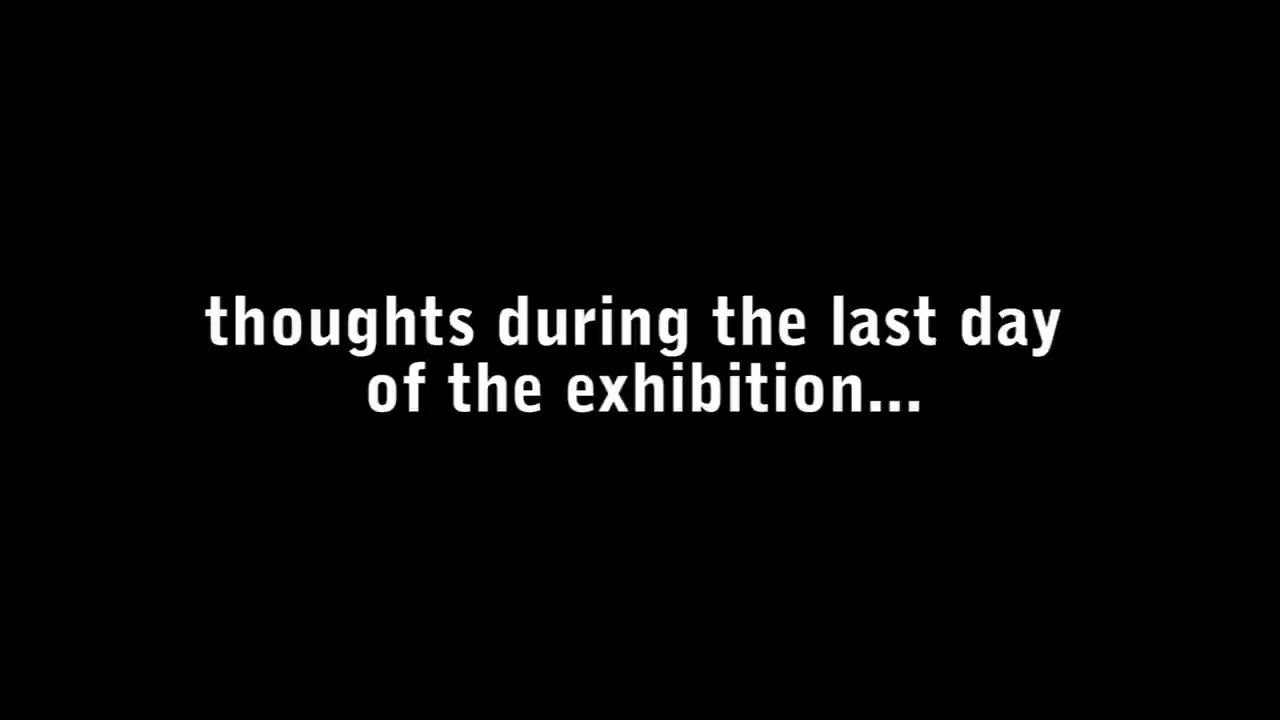 thoughts during the last day
of the exhibition...